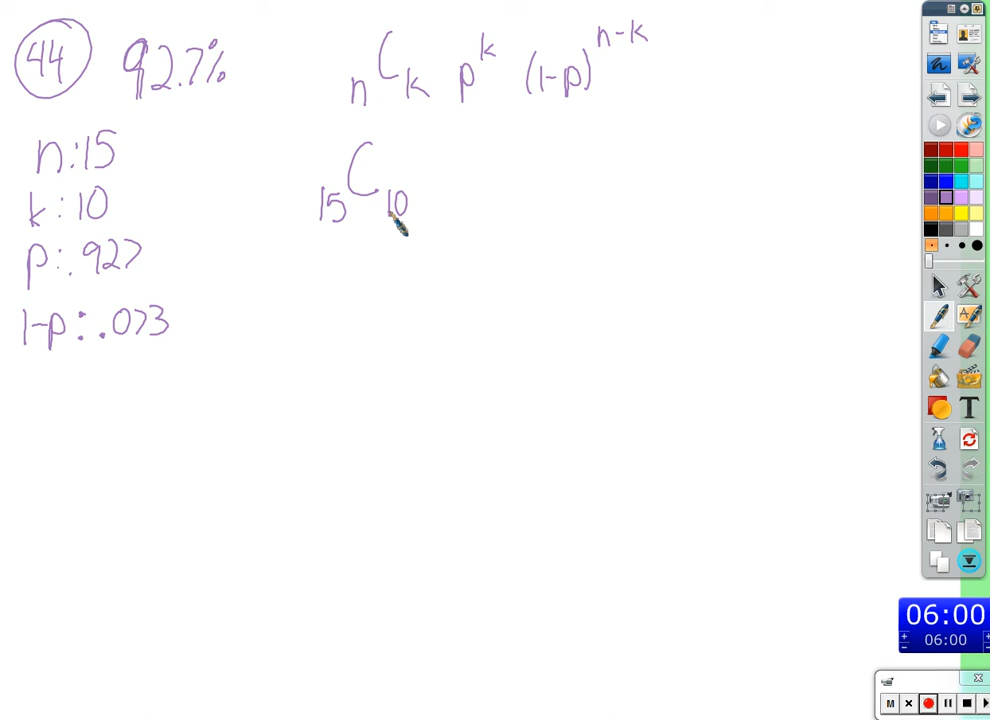 44 92.7%
n C k p^k (1-p)^n-k
n:15
k:10
p:.927
1-p:.073
15 C 10
06:00
06:00
M